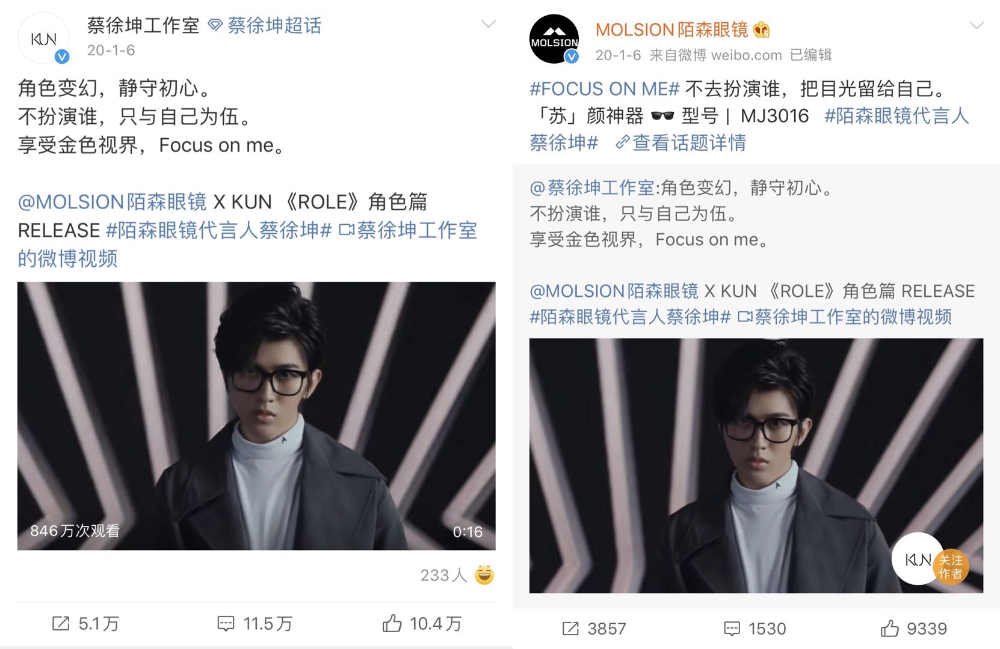 KUN
蔡徐坤工作室 蔡徐坤超话
20-1-6
角色变幻，静守初心。
不扮演谁，只与自己为伍。
享受金色视界，Focus on me。
@MOLSION陌森眼镜 X KUN 《ROLE》角色篇
RELEASE #陌森眼镜代言人蔡徐坤# 蔡徐坤工作室
的微博视频
A
846万次观看
0:16
233人
5.1万 11.5万 10.4万
MOLSION
MOLSION陌森眼镜
20-1-6 来自微博 weibo.com 已编辑
#FOCUS ON ME# 不去扮演谁，把目光留给自己。
「苏」颜神器 🕶 型号 | MJ3016 #陌森眼镜代言人
蔡徐坤# 查看话题详情
@蔡徐坤工作室:角色变幻，静守初心。
不扮演谁，只与自己为伍。
享受金色视界，Focus on me。
@MOLSION陌森眼镜 X KUN 《ROLE》角色篇 RELEASE
#陌森眼镜代言人蔡徐坤# 蔡徐坤工作室的微博视频
A
KUN
关注
作者
3857 1530 9339